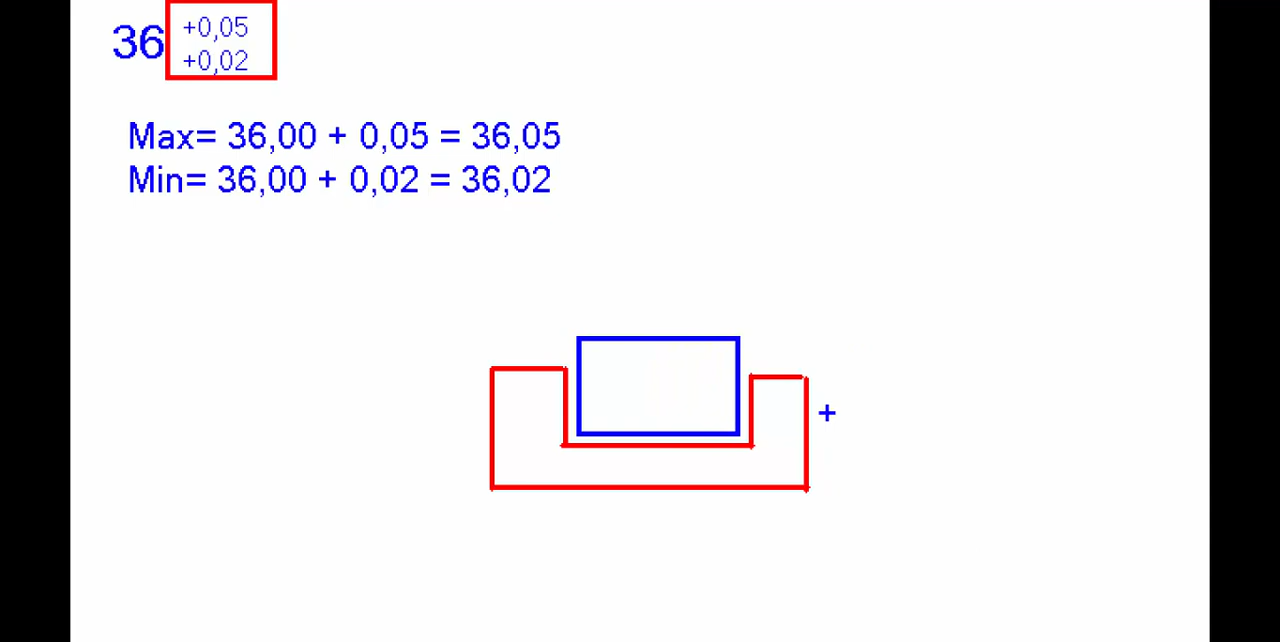 36 +0,05
+0,02
Max= 36,00 + 0,05 = 36,05
Min= 36,00 + 0,02 = 36,02
+